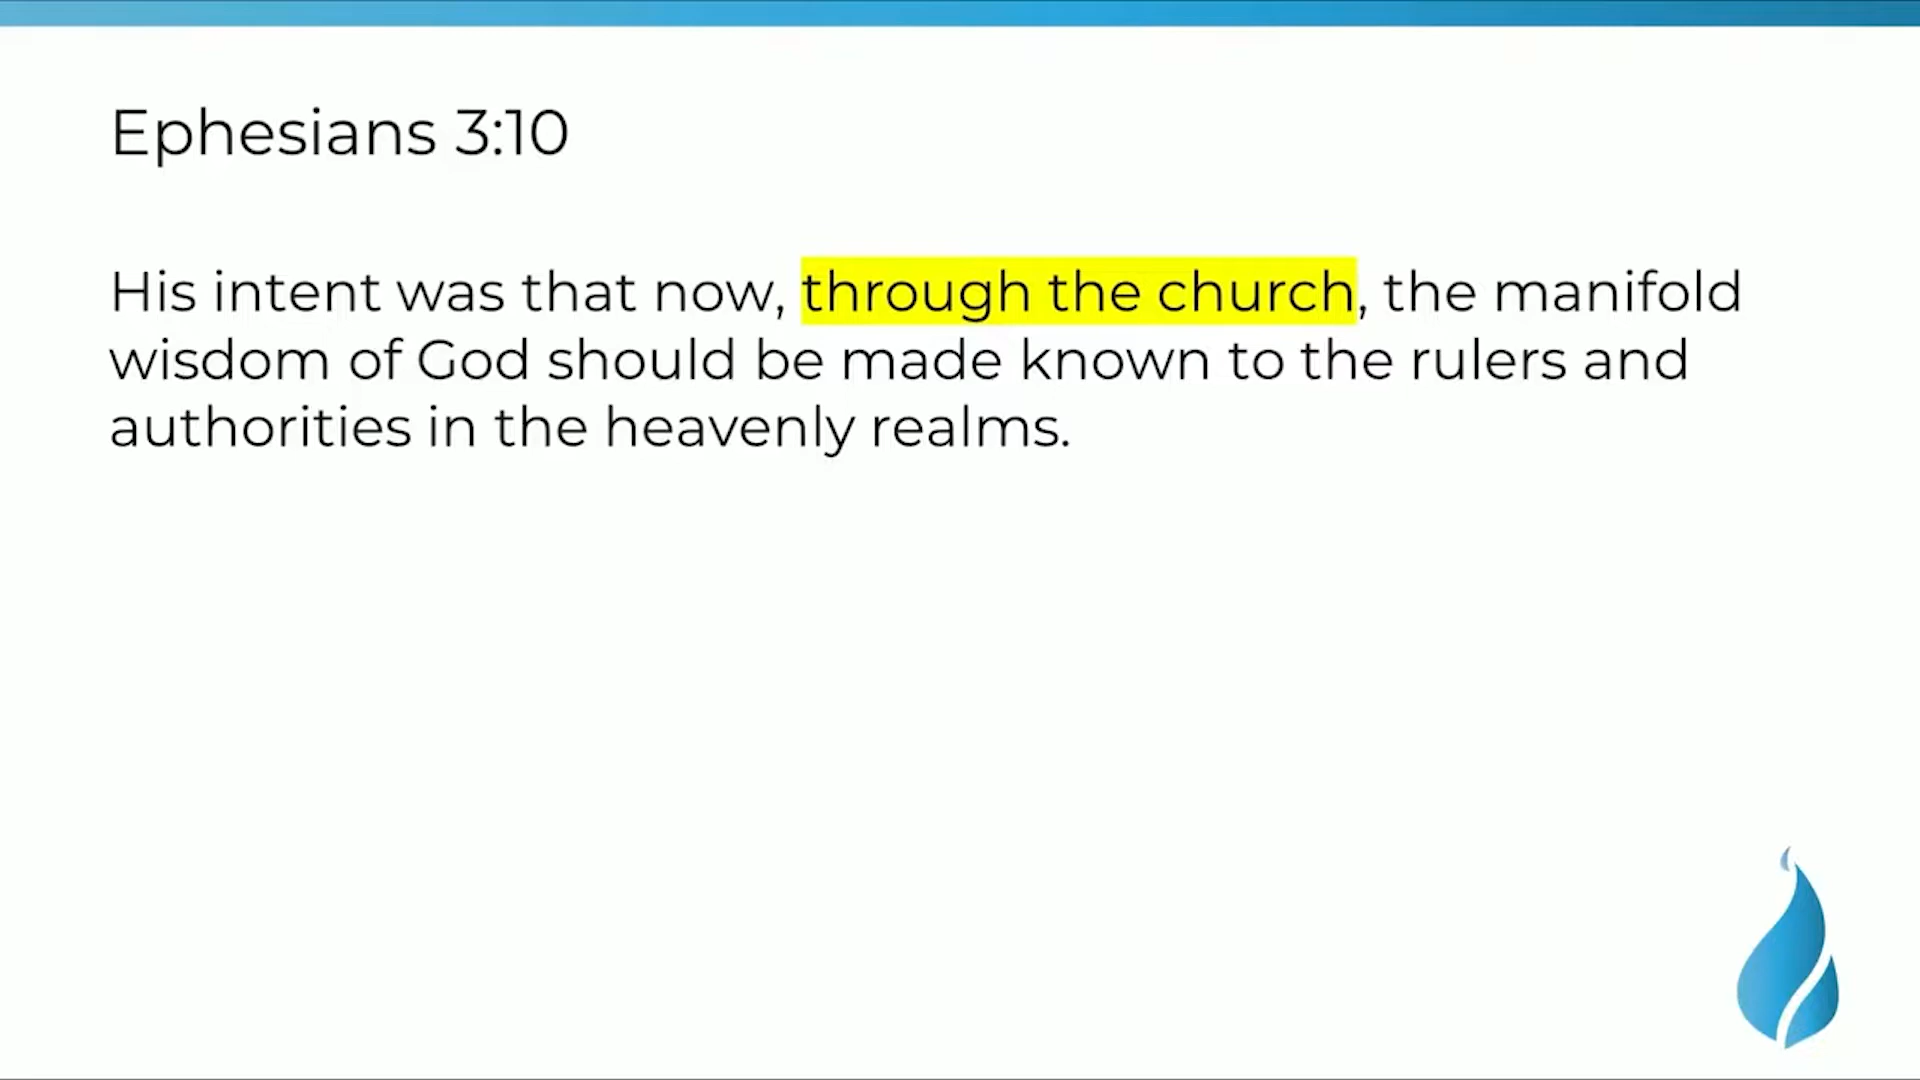 Ephesians 3:10
His intent was that now, through the church, the manifold
wisdom of God should be made known to the rulers and
authorities in the heavenly realms.